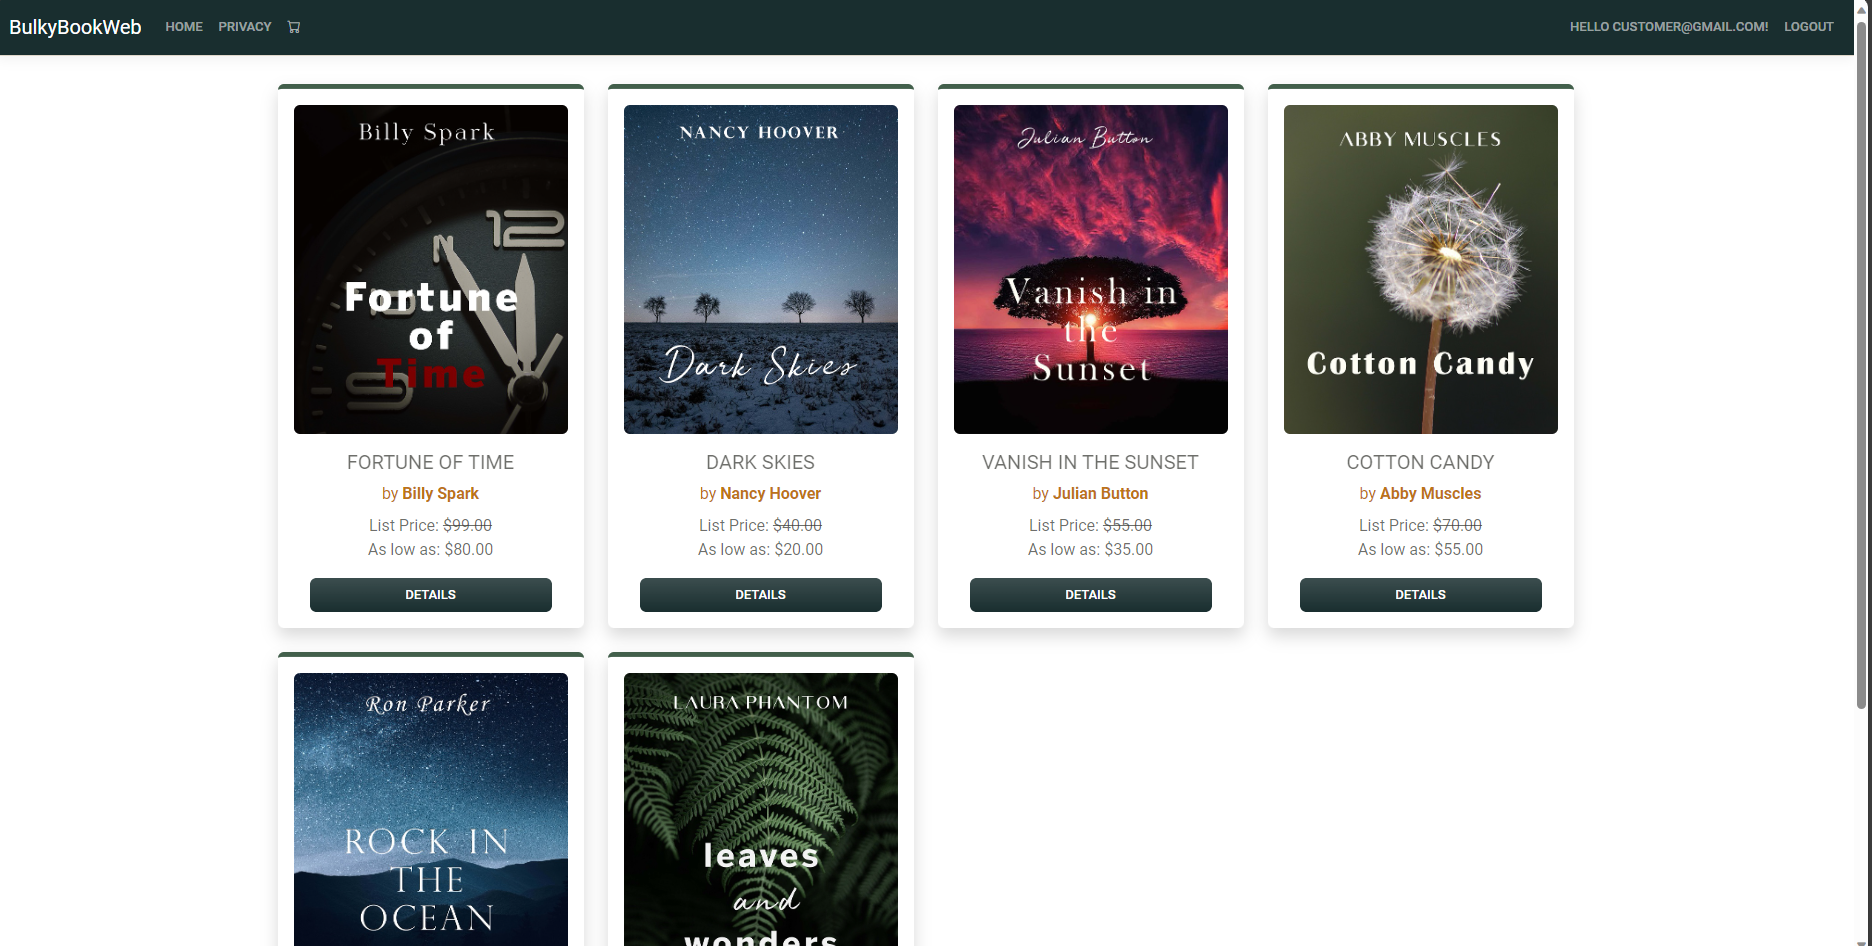 BulkyBookWeb HOME PRIVACY HELLO CUSTOMER@GMAIL.COM! LOGOUT
Billy Spark
12
Fortune
of
Time
9
FORTUNE OF TIME
by Billy Spark
List Price: $99.00
As low as: $80.00
DETAILS
NANCY HOOVER
Dark Skies
DARK SKIES
by Nancy Hoover
List Price: $40.00
As low as: $20.00
DETAILS
Julian Button
Vanish in
the
Sunset
VANISH IN THE SUNSET
by Julian Button
List Price: $55.00
As low as: $35.00
DETAILS
ABBY MUSCLES
Cotton Candy
COTTON CANDY
by Abby Muscles
List Price: $70.00
As low as: $55.00
DETAILS
Ron Parker
ROCK IN
THE
OCEAN
LAURA PHANTOM
leaves
and
wonders